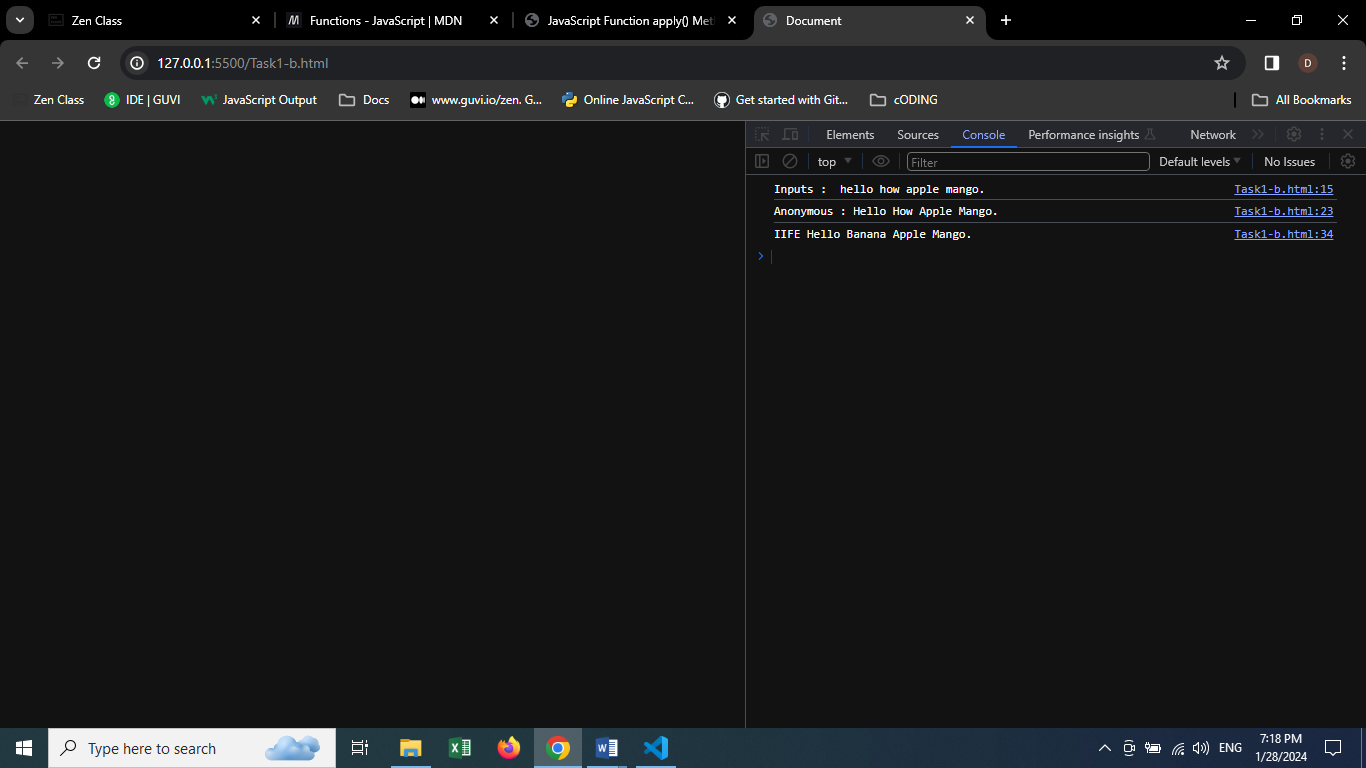 Zen Class
Functions - JavaScript | MDN
JavaScript Function apply() Met
Document
127.0.0.1:5500/Task1-b.html
D
Zen Class
IDE | GUVI
JavaScript Output
Docs
www.guvi.io/zen. G...
Online JavaScript C...
Get started with Git...
cODING
All Bookmarks
Elements
Sources
Console
Performance insights
Network
top
Filter
Default levels
No Issues
Inputs :  hello how apple mango. Task1-b.html:15
Anonymous : Hello How Apple Mango. Task1-b.html:23
IIFE Hello Banana Apple Mango. Task1-b.html:34
Type here to search
ENG
7:18 PM
1/28/2024